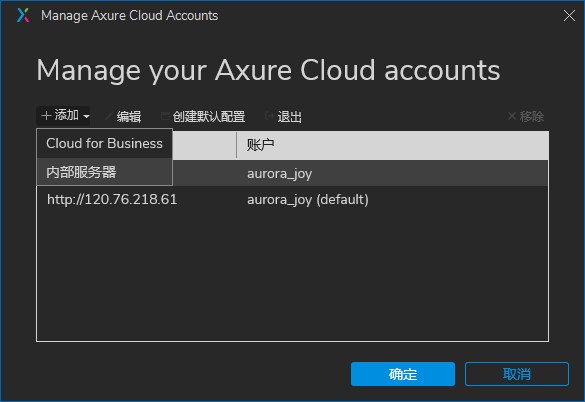 Manage Axure Cloud Accounts
Manage your Axure Cloud accounts
添加 编辑 创建默认配置 退出 移除
Cloud for Business 账户
内部服务器 aurora_joy
http://120.76.218.61 aurora_joy (default)
确定 取消